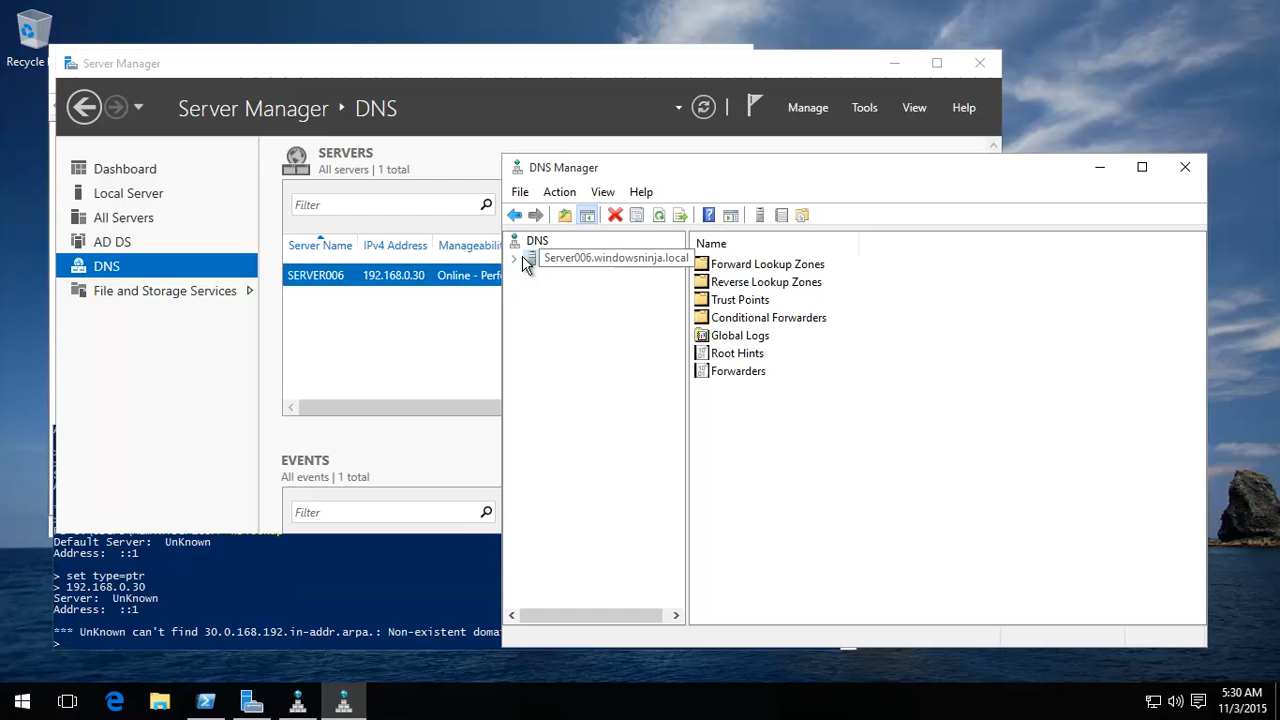 Recycle
Server Manager
Server Manager ‣ DNS
Manage
Tools
View
Help
Dashboard
Local Server
All Servers
AD DS
DNS
File and Storage Services
SERVERS
All servers | 1 total
Filter
Server Name
IPv4 Address
Manageabili
SERVER006
192.168.0.30
Online - Perf
EVENTS
All events | 1 total
Filter
DNS Manager
File
Action
View
Help
DNS
Server006.windowsninja.local
Name
Forward Lookup Zones
Reverse Lookup Zones
Trust Points
Conditional Forwarders
Global Logs
Root Hints
Forwarders
Default Server: UnKnown
Address: ::1
> set type=ptr
> 192.168.0.30
Server: UnKnown
Address: ::1
*** UnKnown can't find 30.0.168.192.in-addr.arpa.: Non-existent doma
>
5:30 AM
11/3/2015